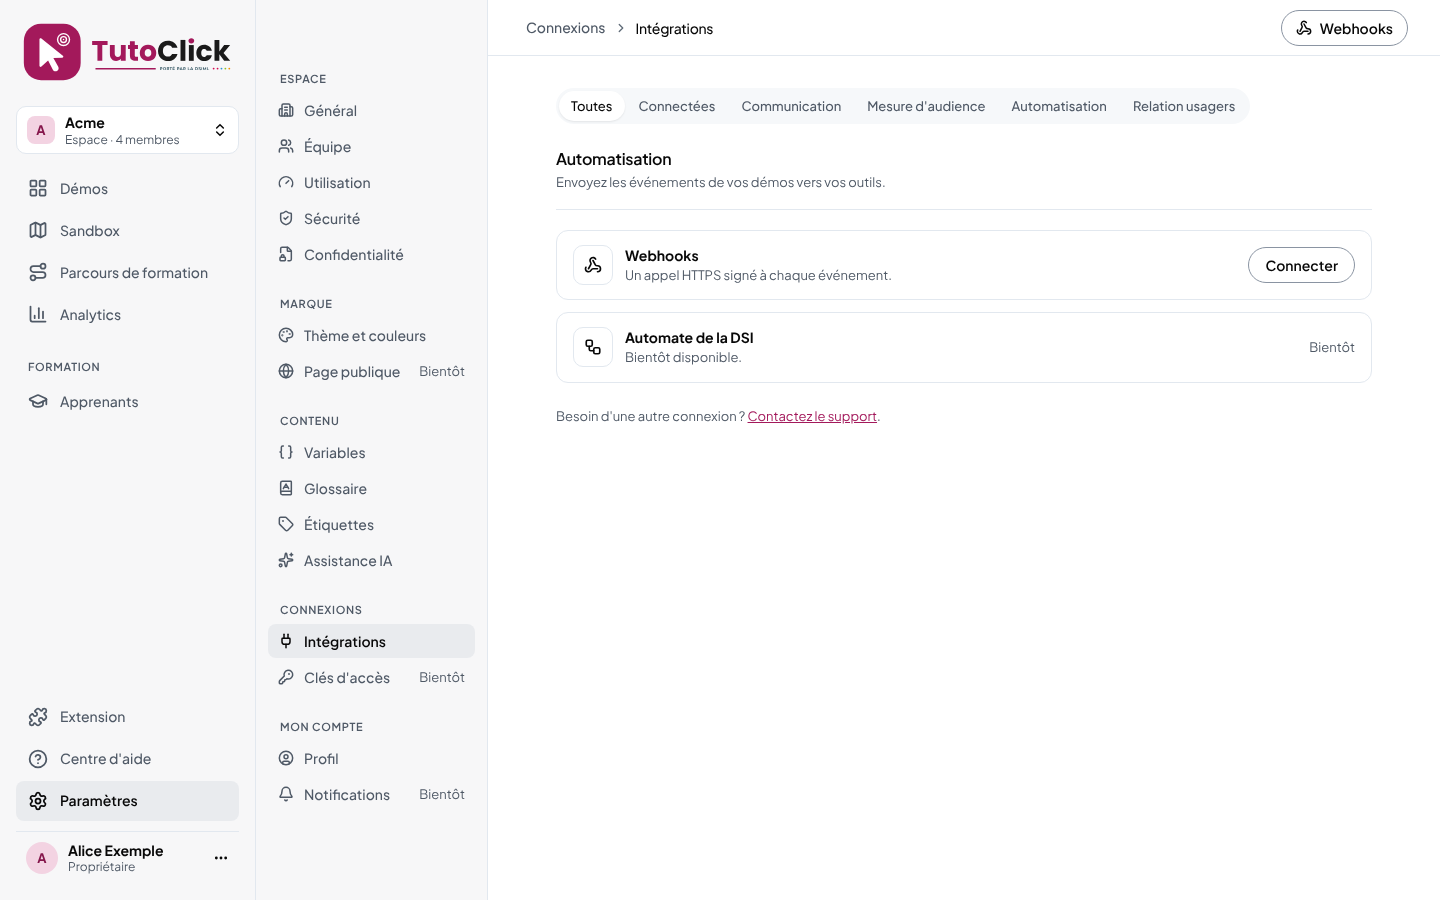 TutoClick
PORTÉ PAR LA DSIML
A
Acme
Espace · 4 membres
Démos
Sandbox
Parcours de formation
Analytics
FORMATION
Apprenants
Extension
Centre d'aide
Paramètres
A
Alice Exemple
Propriétaire
ESPACE
Général
Équipe
Utilisation
Sécurité
Confidentialité
MARQUE
Thème et couleurs
Page publique Bientôt
CONTENU
Variables
Glossaire
Étiquettes
Assistance IA
CONNEXIONS
Intégrations
Clés d'accès Bientôt
MON COMPTE
Profil
Notifications Bientôt
Connexions > Intégrations
Webhooks
Toutes Connectées Communication Mesure d'audience Automatisation Relation usagers
Automatisation
Envoyez les événements de vos démos vers vos outils.
Webhooks
Un appel HTTPS signé à chaque événement.
Connecter
Automate de la DSI
Bientôt disponible.
Bientôt
Besoin d'une autre connexion ? Contactez le support.